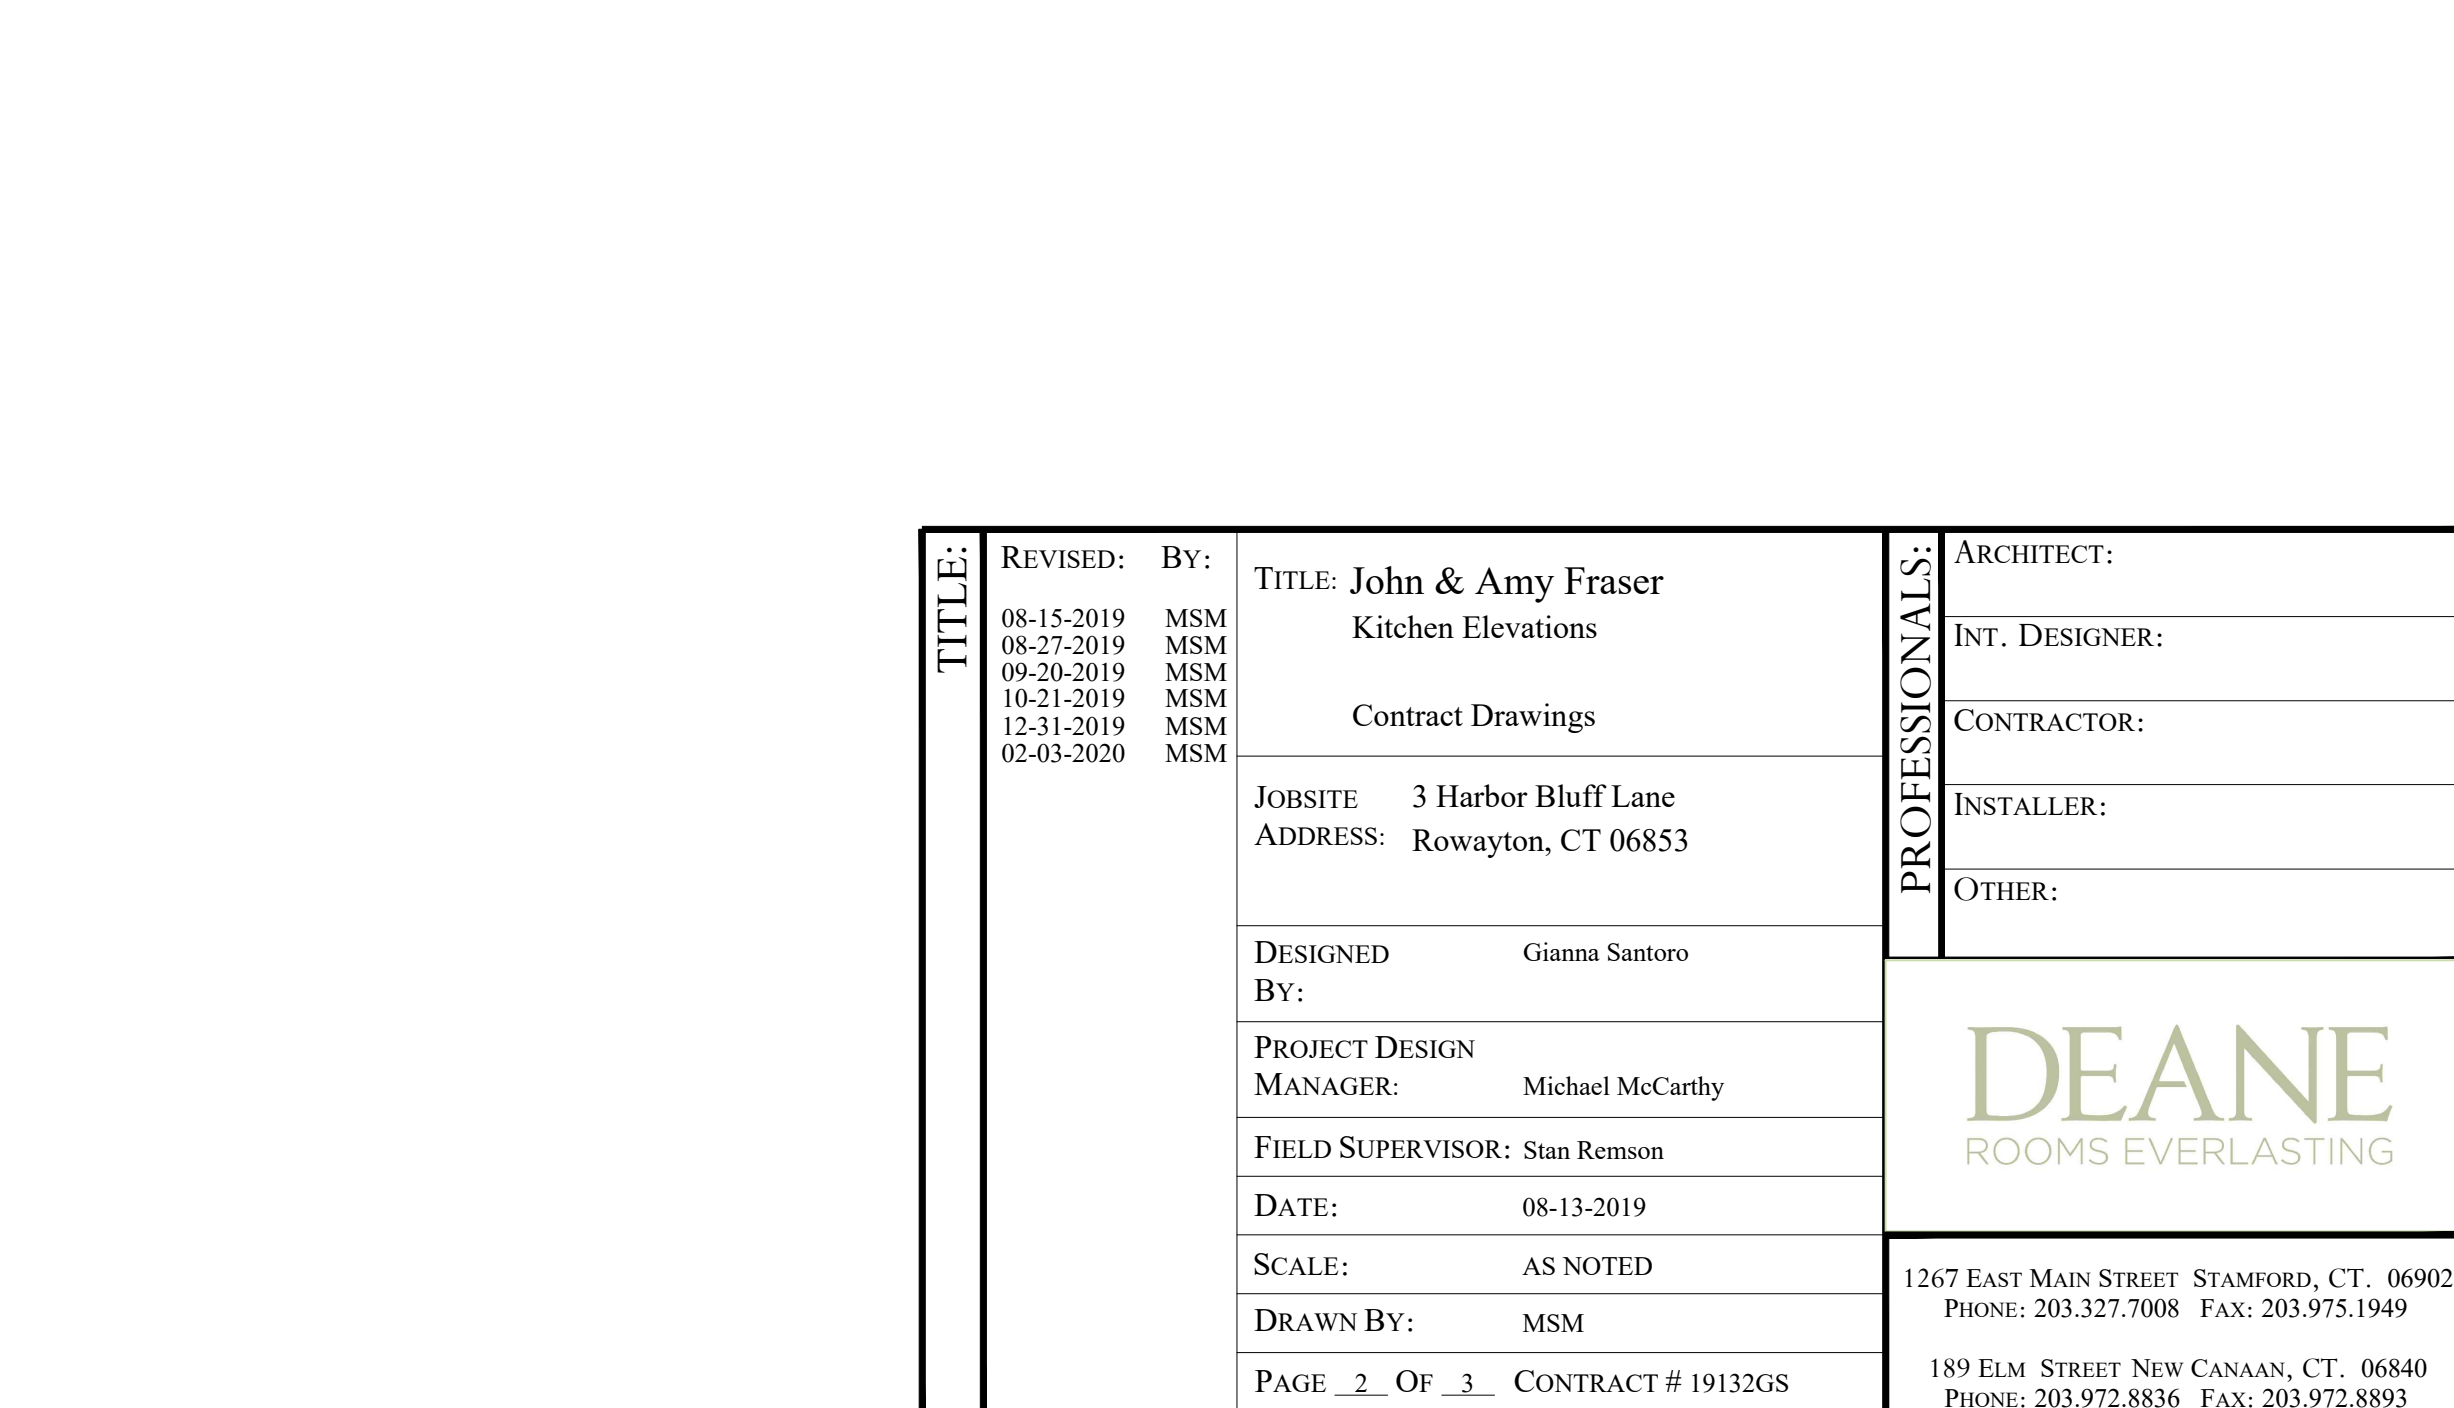 TITLE:
REVISED: BY:
08-15-2019 MSM
08-27-2019 MSM
09-20-2019 MSM
10-21-2019 MSM
12-31-2019 MSM
02-03-2020 MSM
TITLE: John & Amy Fraser
Kitchen Elevations
Contract Drawings
JOBSITE ADDRESS: 3 Harbor Bluff Lane
Rowayton, CT 06853
DESIGNED BY: Gianna Santoro
PROJECT DESIGN
MANAGER: Michael McCarthy
FIELD SUPERVISOR: Stan Remson
DATE: 08-13-2019
SCALE: AS NOTED
DRAWN BY: MSM
PAGE 2 OF 3 CONTRACT # 19132GS
PROFESSIONALS:
ARCHITECT:
INT. DESIGNER:
CONTRACTOR:
INSTALLER:
OTHER:
DEANE
ROOMS EVERLASTING
1267 EAST MAIN STREET STAMFORD, CT. 06902
PHONE: 203.327.7008 FAX: 203.975.1949
189 ELM STREET NEW CANAAN, CT. 06840
PHONE: 203.972.8836 FAX: 203.972.8893